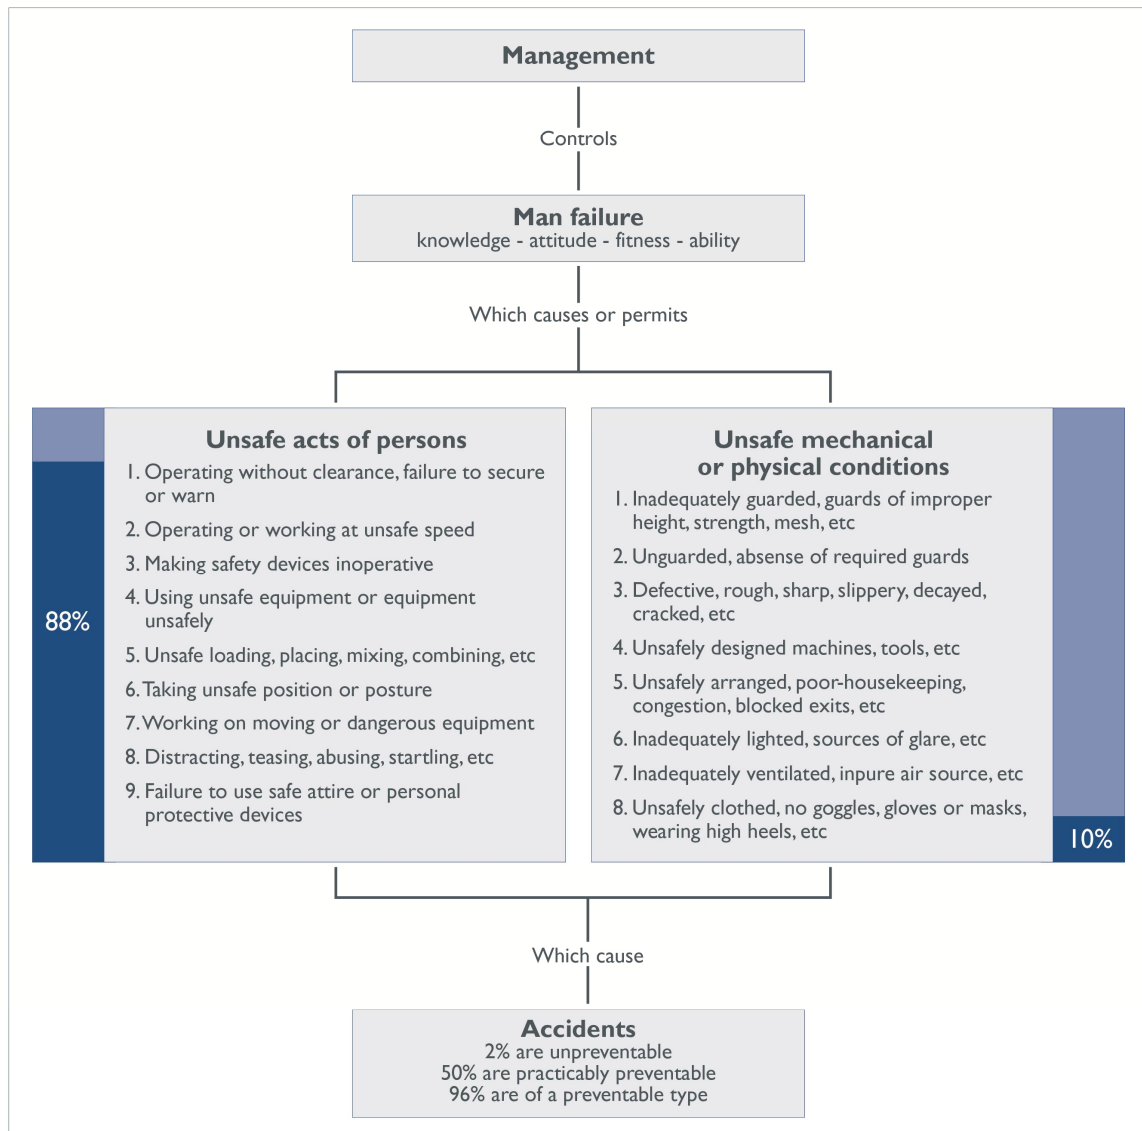 Management
Controls
Man failure
knowledge - attitude - fitness - ability
Which causes or permits
88%
Unsafe acts of persons
1. Operating without clearance, failure to secure
or warn
2. Operating or working at unsafe speed
3. Making safety devices inoperative
4. Using unsafe equipment or equipment
unsafely
5. Unsafe loading, placing, mixing, combining, etc
6. Taking unsafe position or posture
7. Working on moving or dangerous equipment
8. Distracting, teasing, abusing, startling, etc
9. Failure to use safe attire or personal
protective devices
Unsafe mechanical
or physical conditions
1. Inadequately guarded, guards of improper
height, strength, mesh, etc
2. Unguarded, absense of required guards
3. Defective, rough, sharp, slippery, decayed,
cracked, etc
4. Unsafely designed machines, tools, etc
5. Unsafely arranged, poor-housekeeping,
congestion, blocked exits, etc
6. Inadequately lighted, sources of glare, etc
7. Inadequately ventilated, inpure air source, etc
8. Unsafely clothed, no goggles, gloves or masks,
wearing high heels, etc
10%
Which cause
Accidents
2% are unpreventable
50% are practicably preventable
96% are of a preventable type